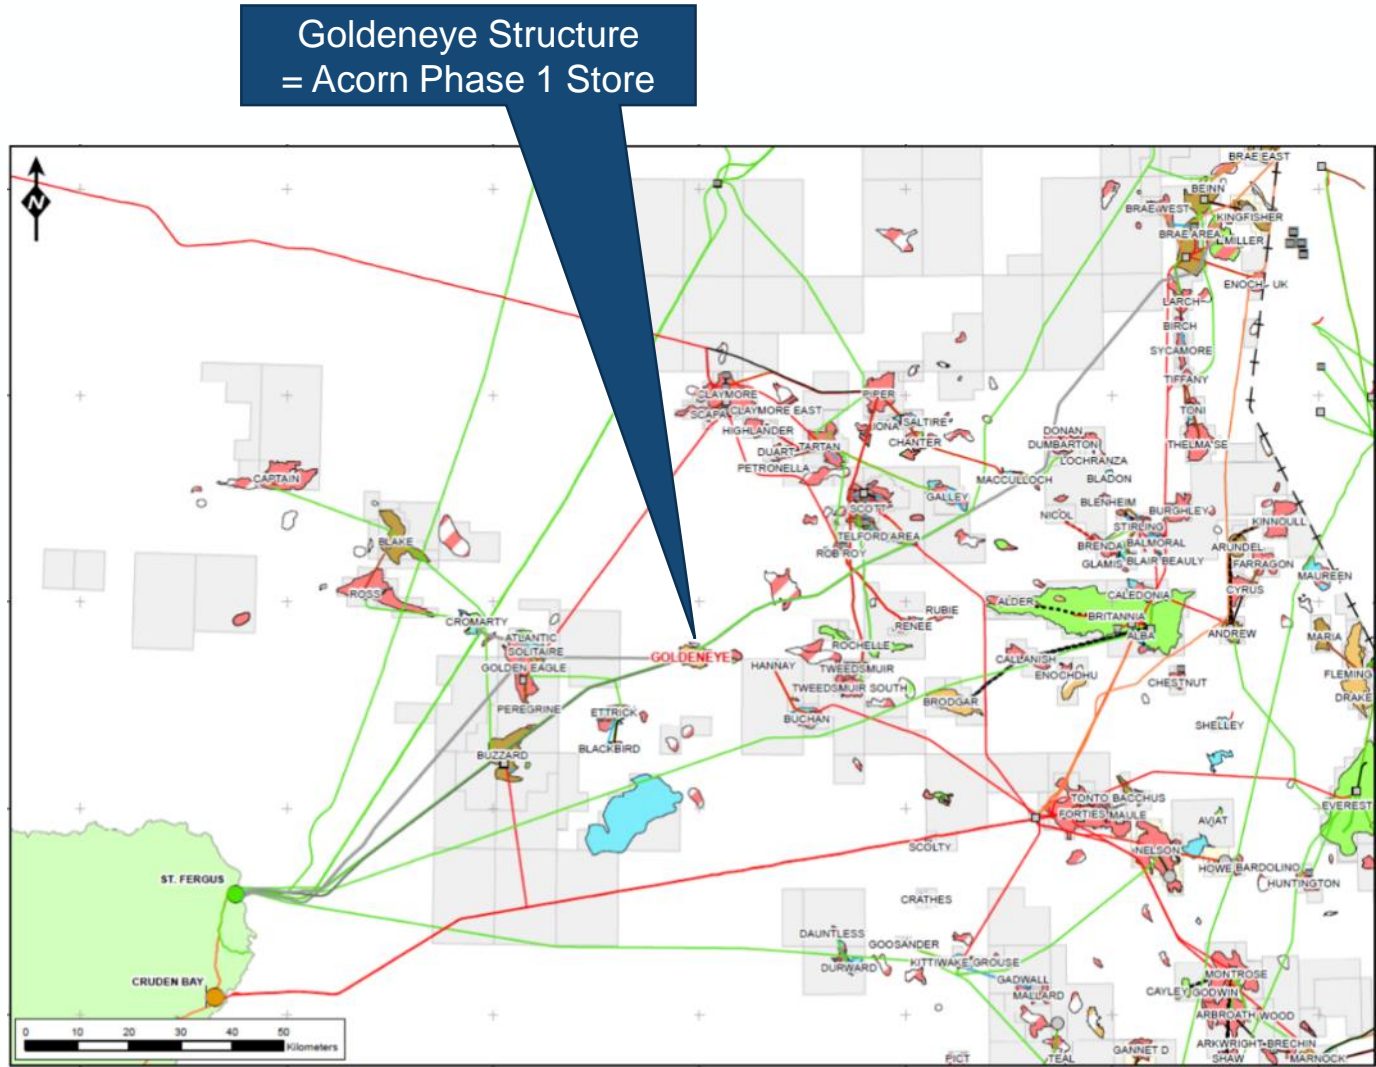 Goldeneye Structure
= Acorn Phase 1 Store
N
BRAE EAST
BEINN
BRAE WEST
KINGFISHER
BRAE AREA
MILLER
ENOCH - UK
LARCH
BIRCH
SYCAMORE
TIFFANY
CLAYMORE
PIPER
SCAPA
CLAYMORE EAST
TONI
HIGHLANDER
IONA
SALTIRE
DONAN
CHANTER
DUMBARTON
THELMA SE
DUART
TARTAN
LOCHRANZA
PETRONELLA
CAPTAIN
MACCULLOCH
BLADON
GALLEY
BLENHEIM
SCOTT
NICOL
BURGHLEY
KINNOULL
STIRLING
TELFORD AREA
BLAKE
BRENDA
BALMORAL
ARUNDEL
ROB ROY
GLAMIS
BLAIR BEAULY
FARRAGON
MAUREEN
ROSS
CALEDONIA
CYRUS
ALDER
RUBIE
BRITANNIA
CROMARTY
RENEE
ALBA
ANDREW
MARIA
ATLANTIC
SOLITAIRE
ROCHELLE
GOLDENEYE
CALLANISH
GOLDEN EAGLE
HANNAY
TWEEDSMUIR
ENOCHDHU
FLEMING
CHESTNUT
TWEEDSMUIR SOUTH
DRAKE
PEREGRINE
BRODGAR
ETTRICK
BUCHAN
SHELLEY
BLACKBIRD
BUZZARD
TONTO
BACCHUS
EVEREST
FORTIES
MAULE
AVIAT
SCOLTY
NELSON
HOWE
BARDOLINO
ST. FERGUS
HUNTINGTON
CRATHES
DAUNTLESS
GOOSANDER
DURWARD
KITTIWAKE
GROUSE
MONTROSE
CRUDEN BAY
GADWALL
CAYLEY
GODWIN
MALLARD
ARBROATH
WOOD
0 10 20 30 40 50
Kilometers
ARKWRIGHT
BRECHIN
GANNET D
PICT
TEAL
SHAW
MARNOCK